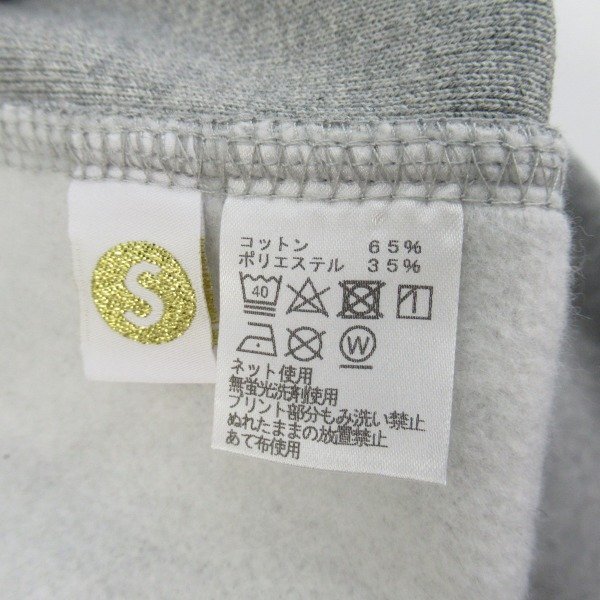 S
コットン 65%
ポリエステル 35%
40
W
ネット使用
無蛍光洗剤使用
プリント部分もみ洗い禁止
ぬれたままの放置禁止
あて布使用